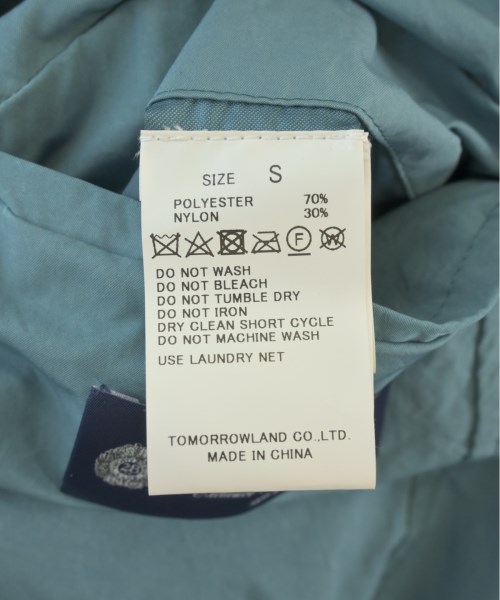 SIZE S
POLYESTER 70%
NYLON 30%
F W
DO NOT WASH
DO NOT BLEACH
DO NOT TUMBLE DRY
DO NOT IRON
DRY CLEAN SHORT CYCLE
DO NOT MACHINE WASH
USE LAUNDRY NET
TOMORROWLAND CO.,LTD.
MADE IN CHINA